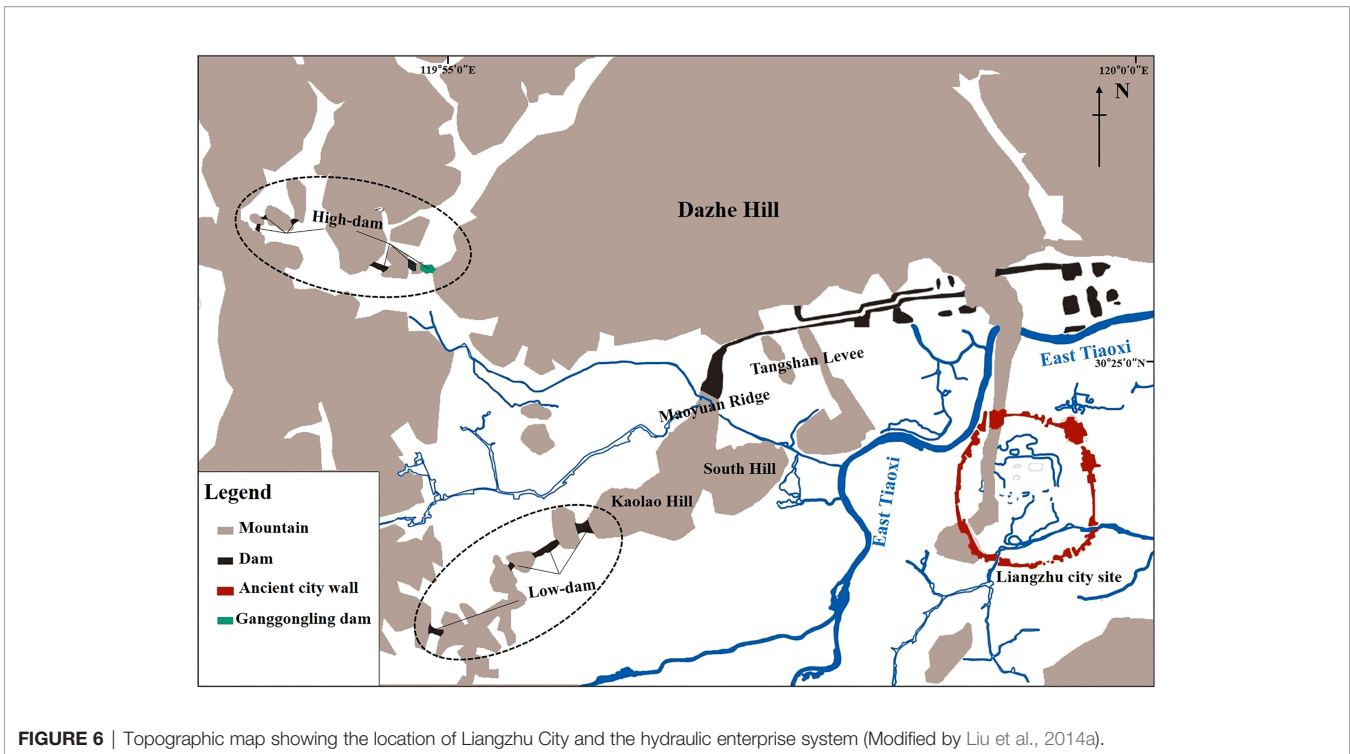 119°55′0″E
120°0′0″E
N
Dazhe Hill
High-dam
East Tiaoxi
30°25′0″N
Tangshan Levee
Maoyuan Ridge
South Hill
Kaolao Hill
East Tiaoxi
Low-dam
Liangzhu city site
Legend
Mountain
Dam
Ancient city wall
Ganggongling dam
FIGURE 6 | Topographic map showing the location of Liangzhu City and the hydraulic enterprise system (Modified by Liu et al., 2014a).